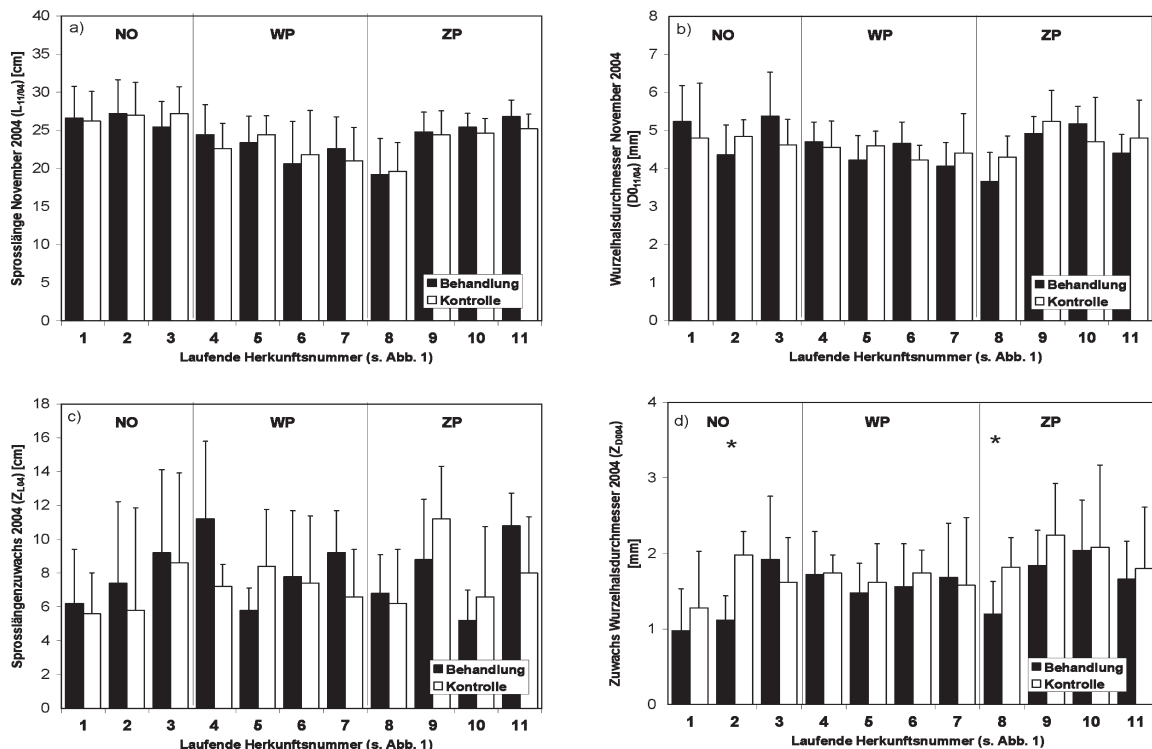 a)
NO WP ZP
Sprosslänge November 2004 (L11/04) [cm]
40
35
30
25
20
15
10
5
0
Behandlung
Kontrolle
1 2 3 4 5 6 7 8 9 10 11
Laufende Herkunftsnummer (s. Abb. 1)
b)
NO WP ZP
Wurzelhalsdurchmesser November 2004
(D011/04) [mm]
8
7
6
5
4
3
2
1
0
Behandlung
Kontrolle
1 2 3 4 5 6 7 8 9 10 11
Laufende Herkunftsnummer (s. Abb. 1)
c)
NO WP ZP
Sprosslängenzuwachs 2004 (ZL04) [cm]
18
16
14
12
10
8
6
4
2
0
Behandlung
Kontrolle
1 2 3 4 5 6 7 8 9 10 11
Laufende Herkunftsnummer (s. Abb. 1)
d)
NO WP ZP
* *
Zuwachs Wurzelhalsdurchmesser 2004 (ZD004)
[mm]
4
3
2
1
0
Behandlung
Kontrolle
1 2 3 4 5 6 7 8 9 10 11
Laufende Herkunftsnummer (s. Abb. 1)